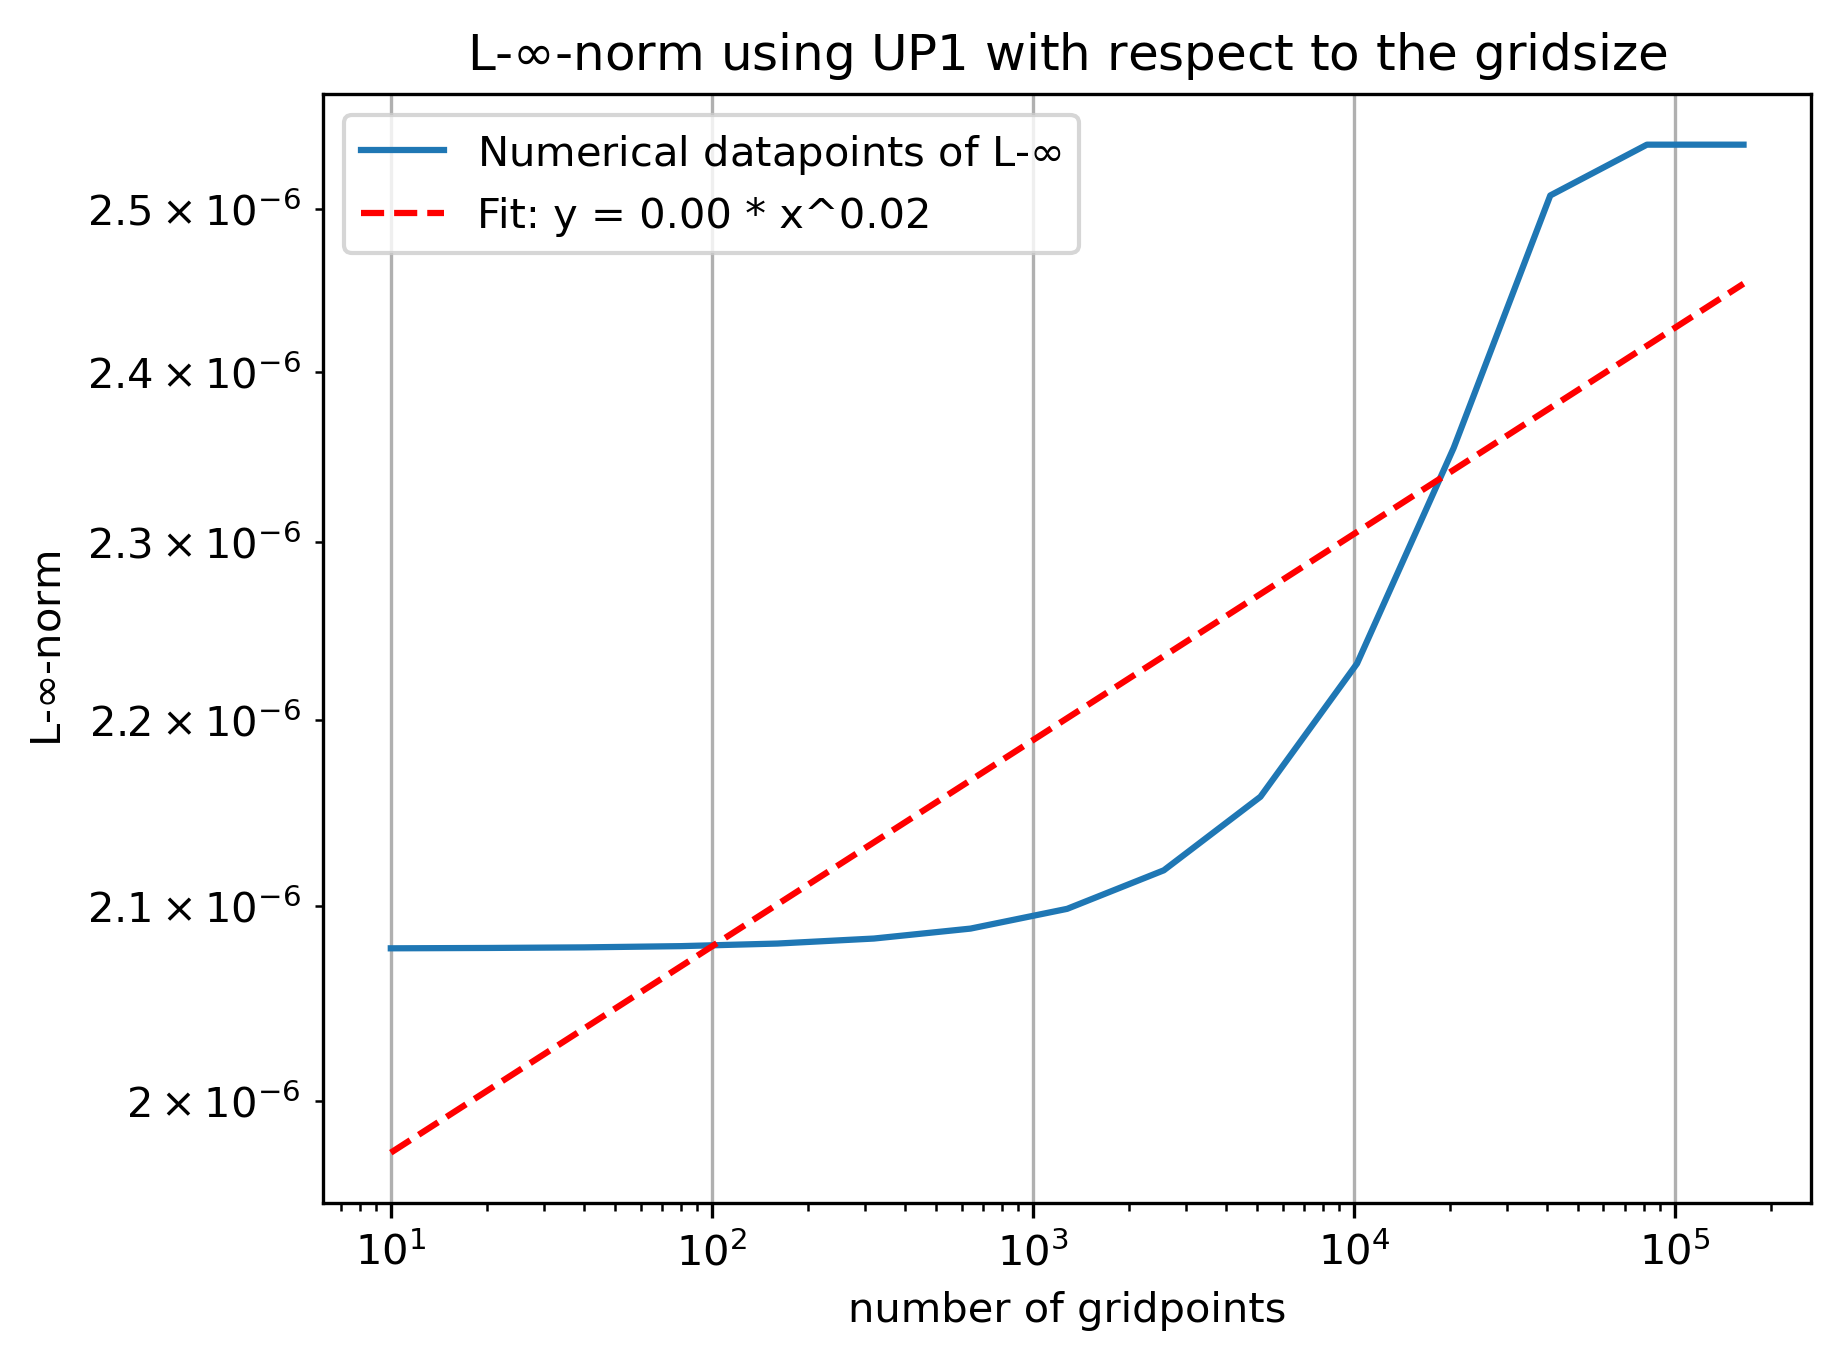 L-∞-norm using UP1 with respect to the gridsize
Numerical datapoints of L-∞
Fit: y = 0.00 * x^0.02
2.5 × 10⁻⁶
2.4 × 10⁻⁶
2.3 × 10⁻⁶
2.2 × 10⁻⁶
2.1 × 10⁻⁶
2 × 10⁻⁶
L-∞-norm
10¹ 10² 10³ 10⁴ 10⁵
number of gridpoints